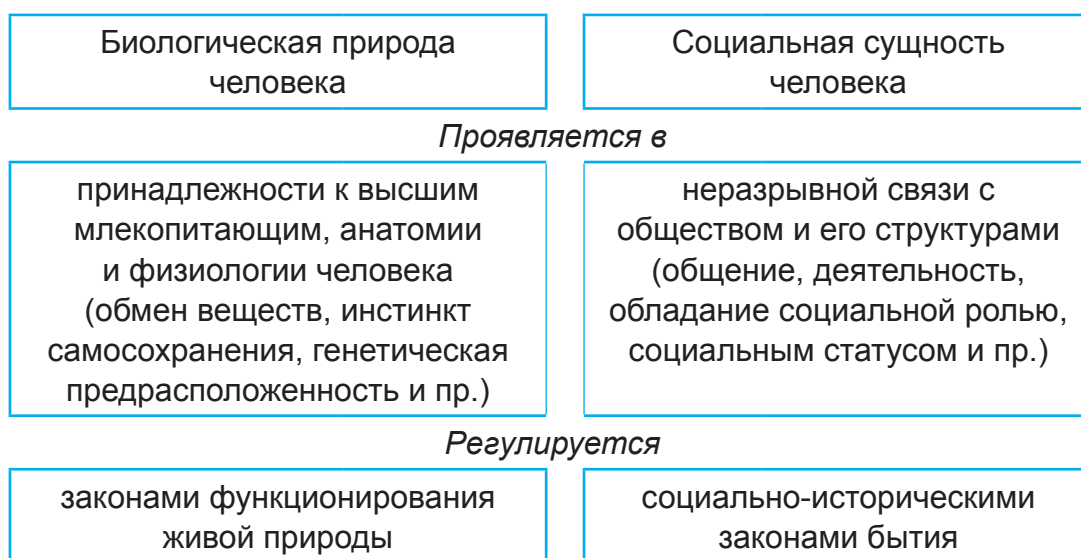 Биологическая природа
человека
Социальная сущность
человека
Проявляется в
принадлежности к высшим
млекопитающим, анатомии
и физиологии человека
(обмен веществ, инстинкт
самосохранения, генетическая
предрасположенность и пр.)
неразрывной связи с
обществом и его структурами
(общение, деятельность,
обладание социальной ролью,
социальным статусом и пр.)
Регулируется
законами функционирования
живой природы
социально-историческими
законами бытия